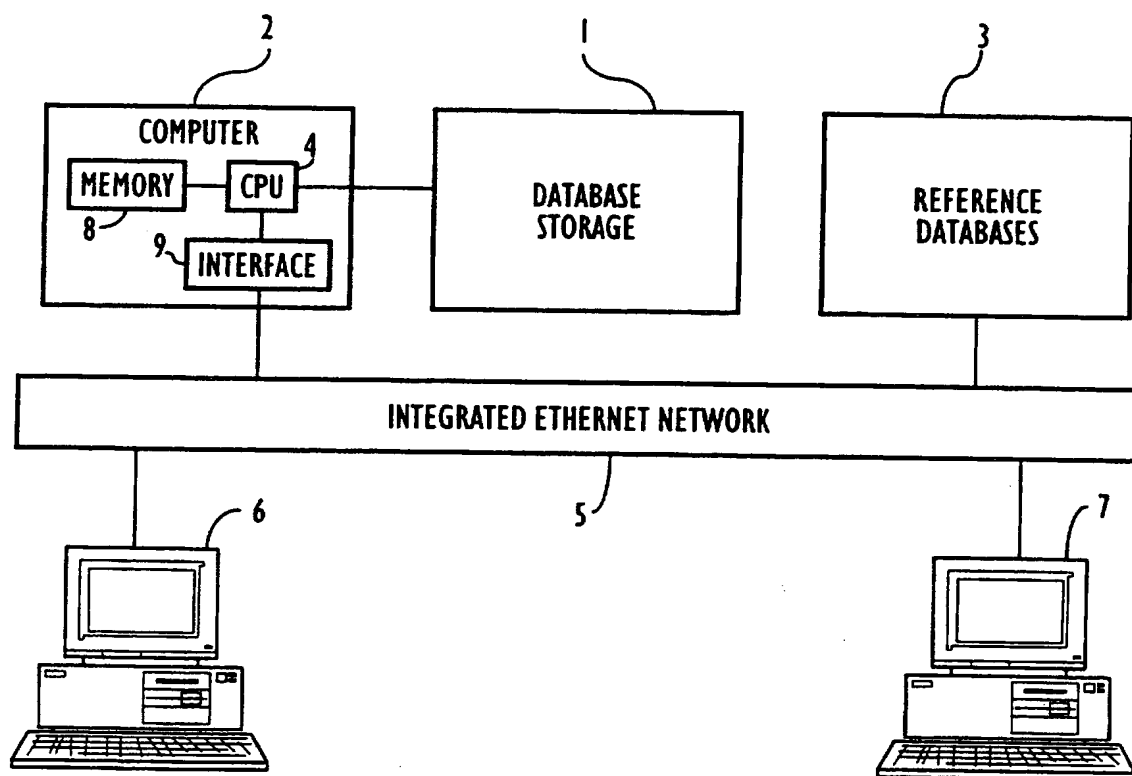 2
1
3
COMPUTER
4
MEMORY
CPU
8
9
INTERFACE
DATABASE
STORAGE
REFERENCE
DATABASES
INTEGRATED ETHERNET NETWORK
5
6
7